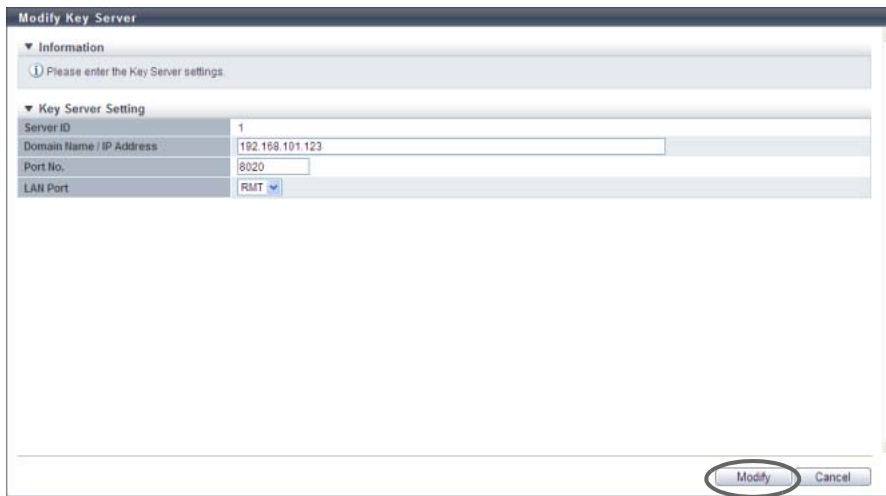 Modify Key Server
Information
Please enter the Key Server settings.
Key Server Setting
Server ID 1
Domain Name / IP Address 192.168.101.123
Port No. 8020
LAN Port RMT
Modify Cancel